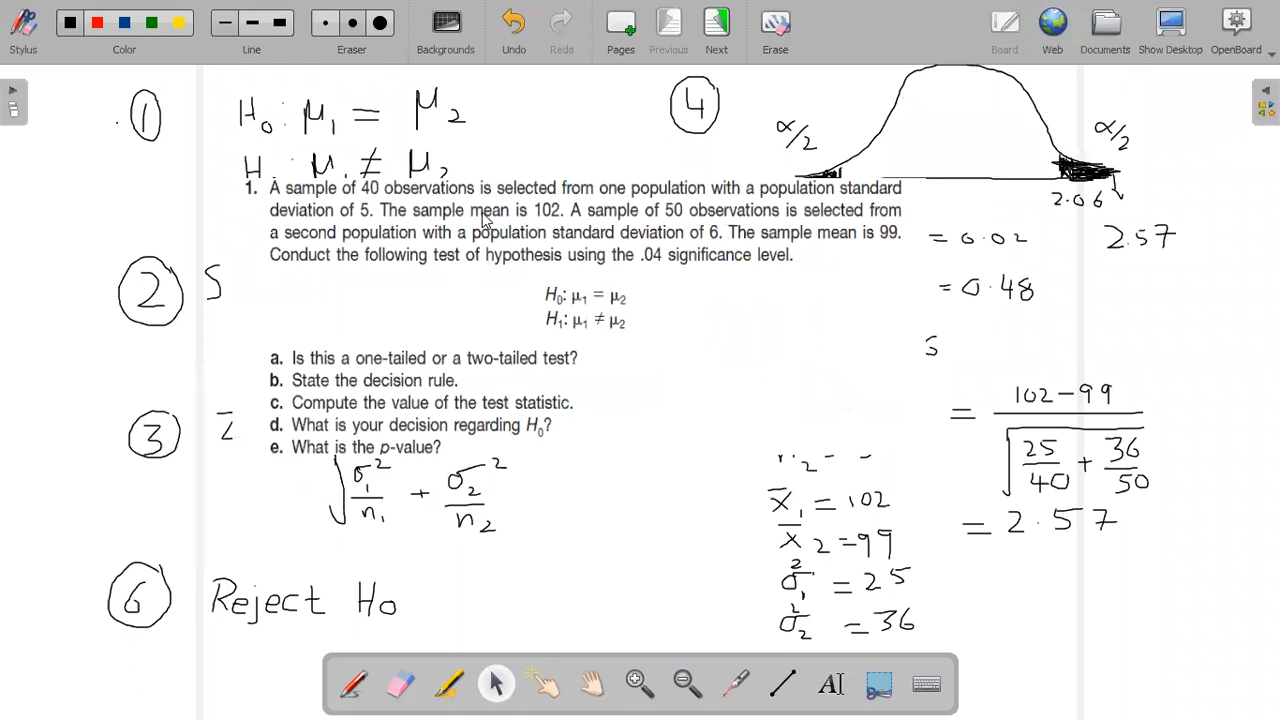 Stylus
Color
Line
Eraser
Backgrounds
Undo
Redo
Pages
Previous
Next
Erase
Board
Web
Documents
Show Desktop
OpenBoard
① H₀: μ₁ = μ₂
H : μ₁ ≠ μ₂
1. A sample of 40 observations is selected from one population with a population standard
deviation of 5. The sample mean is 102. A sample of 50 observations is selected from
a second population with a population standard deviation of 6. The sample mean is 99.
Conduct the following test of hypothesis using the .04 significance level.
H₀: μ₁ = μ₂
H₁: μ₁ ≠ μ₂
a. Is this a one-tailed or a two-tailed test?
b. State the decision rule.
c. Compute the value of the test statistic.
d. What is your decision regarding H₀?
e. What is the p-value?
② S
③
√ σ₁²/n₁ + σ₂²/n₂
④
α/2
α/2
2.06
= 0.02
2.57
= 0.48
S
= 102-99
√ 25/40 + 36/50
= 2.57
n₂ =
x̄₁ = 102
x̄₂ = 99
σ₁² = 25
σ₂² = 36
⑥ Reject Ho